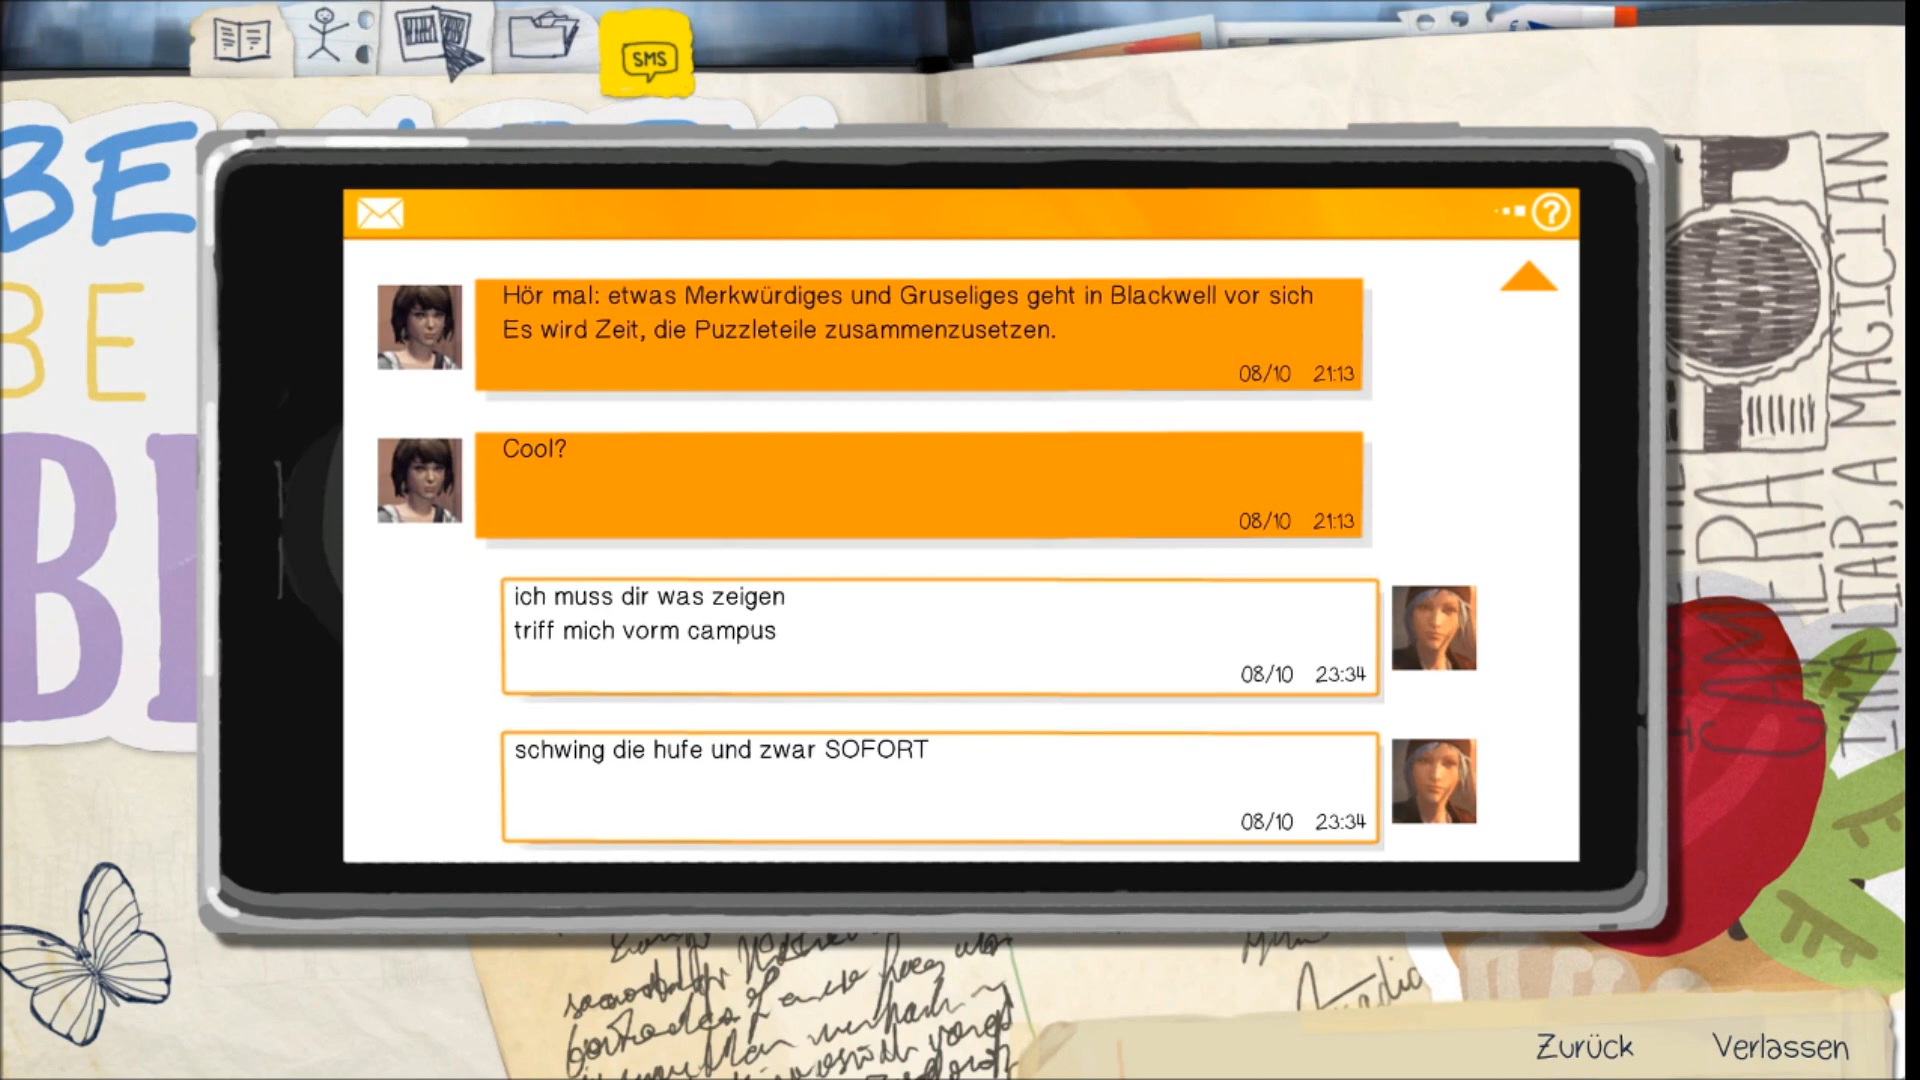 SMS
BE
BE
Hör mal: etwas Merkwürdiges und Gruseliges geht in Blackwell vor sich
Es wird Zeit, die Puzzleteile zusammenzusetzen.
08/10 21:13
Cool?
08/10 21:13
ich muss dir was zeigen
triff mich vorm campus
08/10 23:34
schwing die hufe und zwar SOFORT
08/10 23:34
CAMERA
LIAR, A MAGICIAN
Zurück Verlassen